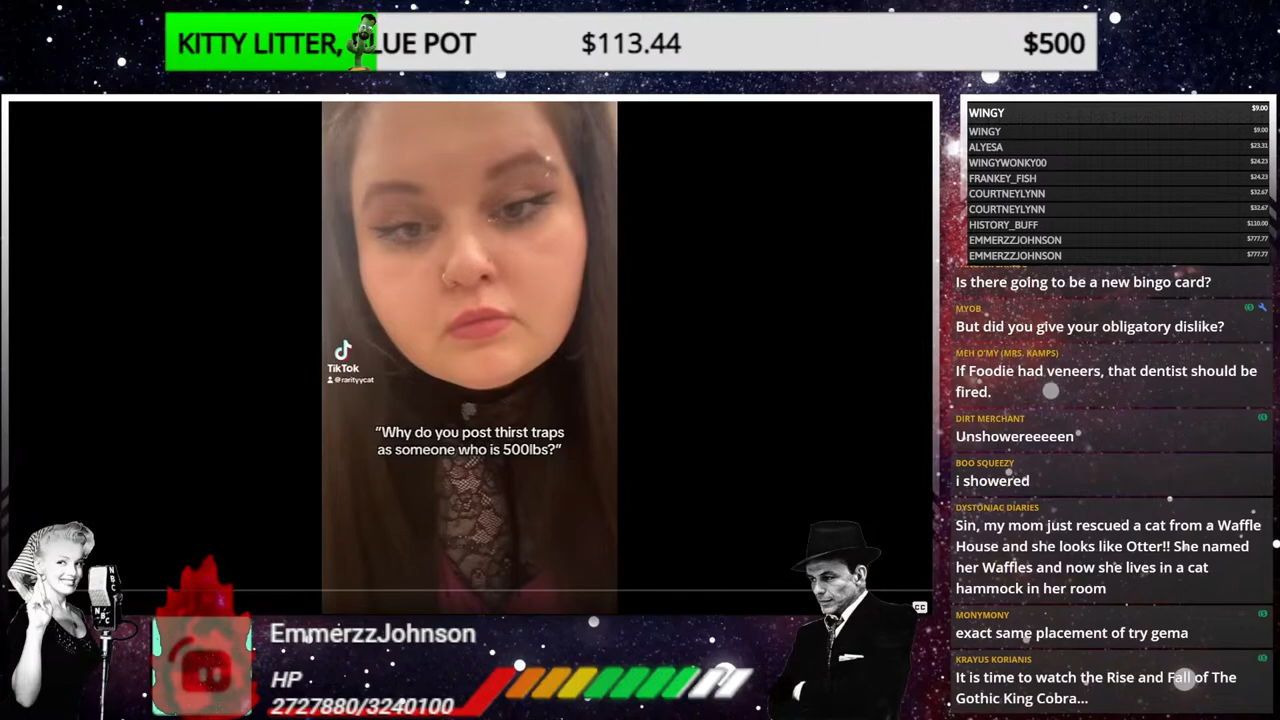 KITTY LITTER, BLUE POT $113.44 $500
WINGY $9.00
WINGY $9.00
ALYESA $23.31
WINGYWONKY00 $24.23
FRANKEY_FISH $24.23
COURTNEYLYNN $32.67
COURTNEYLYNN $32.67
HISTORY_BUFF $110.00
EMMERZZJOHNSON $777.77
EMMERZZJOHNSON $777.77
Is there going to be a new bingo card?
MYOB
But did you give your obligatory dislike?
MEH O'MY (MRS. KAMPS)
If Foodie had veneers, that dentist should be
fired.
DIRT MERCHANT
Unshowereeeeen
BOO SQUEEZY
i showered
DYSTONIAC DIARIES
Sin, my mom just rescued a cat from a Waffle
House and she looks like Otter!! She named
her Waffles and now she lives in a cat
hammock in her room
MONYMONY
exact same placement of try gema
KRAYUS KORIANIS
It is time to watch the Rise and Fall of The
Gothic King Cobra...
TikTok
@rarityycat
"Why do you post thirst traps
as someone who is 500lbs?"
CC
NBC
NBC
EmmerzzJohnson
HP
2727880/3240100